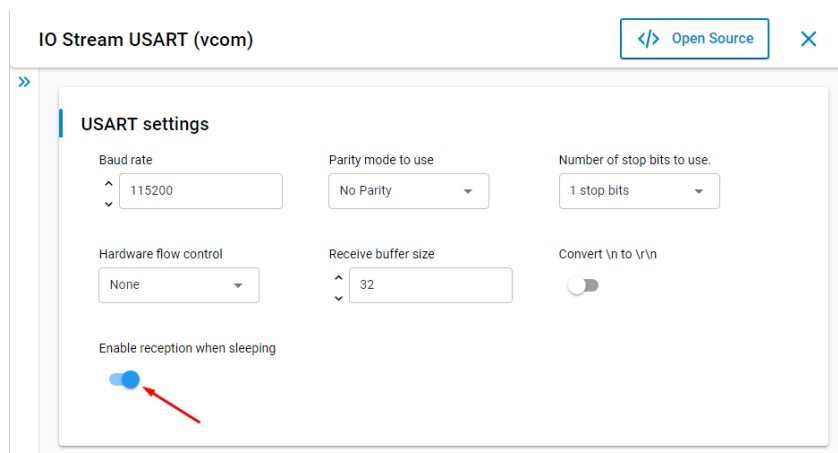 IO Stream USART (vcom)
</> Open Source
USART settings
Baud rate
Parity mode to use
Number of stop bits to use.
115200
No Parity
1 stop bits
Hardware flow control
Receive buffer size
Convert \n to \r\n
None
32
Enable reception when sleeping